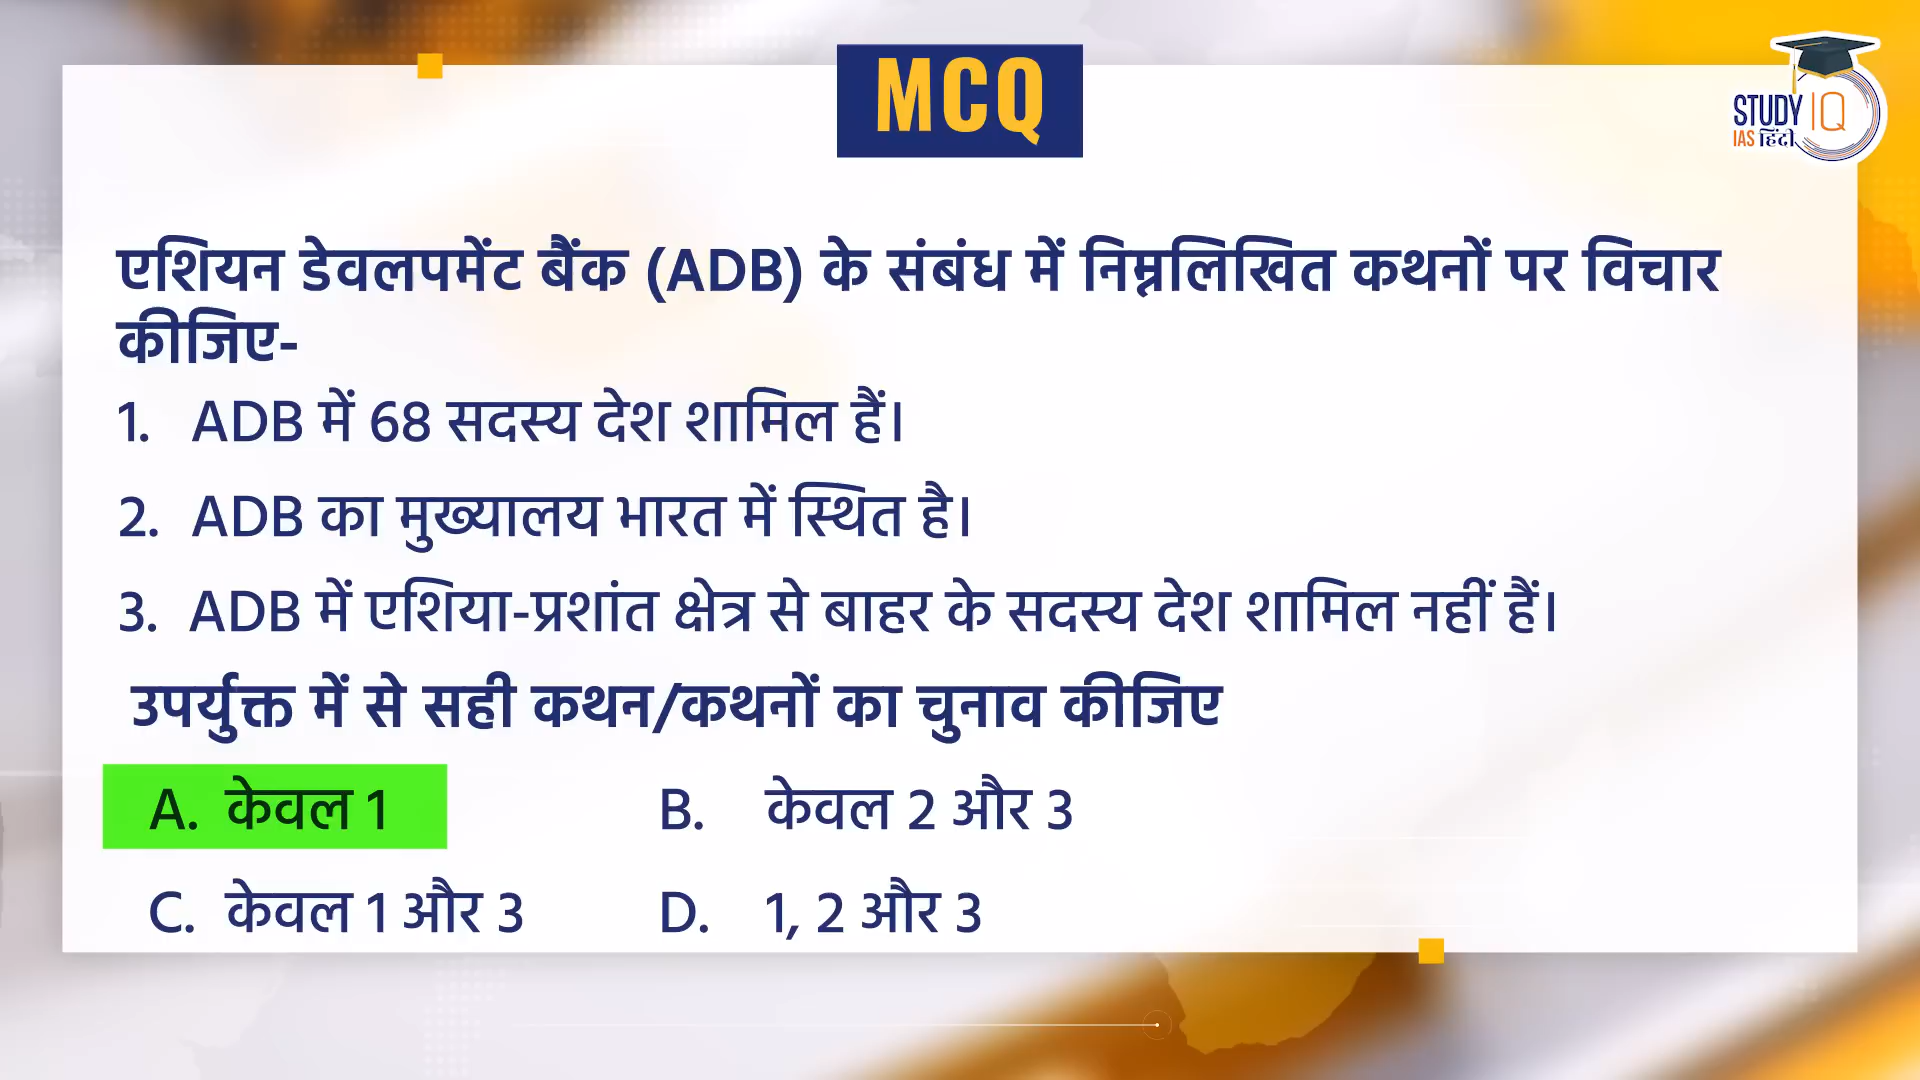 MCQ
STUDY IQ
IAS हिंदी
एशियन डेवलपमेंट बैंक (ADB) के संबंध में निम्नलिखित कथनों पर विचार
कीजिए-
1. ADB में 68 सदस्य देश शामिल हैं।
2. ADB का मुख्यालय भारत में स्थित है।
3. ADB में एशिया-प्रशांत क्षेत्र से बाहर के सदस्य देश शामिल नहीं हैं।
उपर्युक्त में से सही कथन/कथनों का चुनाव कीजिए
A. केवल 1 B. केवल 2 और 3
C. केवल 1 और 3 D. 1, 2 और 3